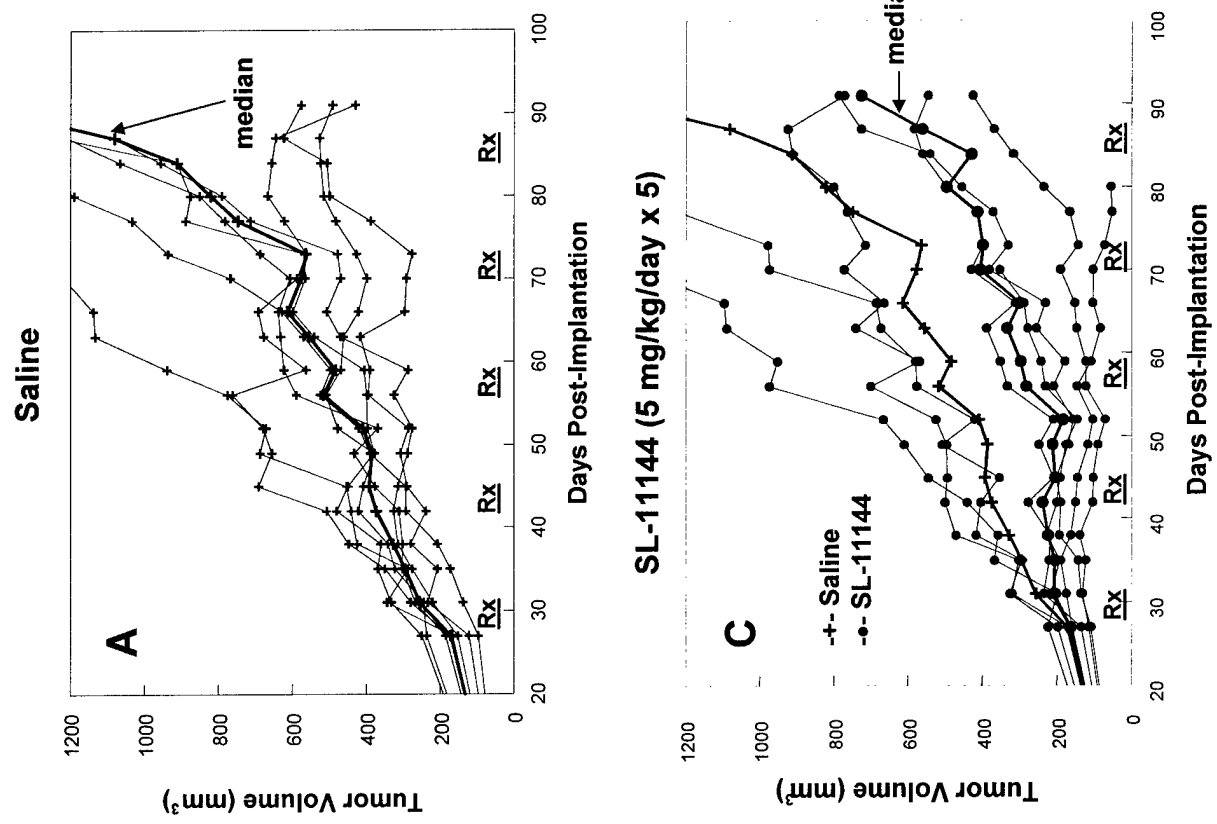 Saline
A
median
1200
1000
800
600
400
200
0
Tumor Volume (mm³)
Rx Rx Rx Rx Rx
20 30 40 50 60 70 80 90 100
Days Post-Implantation
SL-11144 (5 mg/kg/day x 5)
C
-+- Saline
-●- SL-11144
1200
1000
800
600
400
200
0
Tumor Volume (mm³)
Rx Rx Rx Rx Rx
20 30 40 50 60 70 80 90 100
Days Post-Implantation